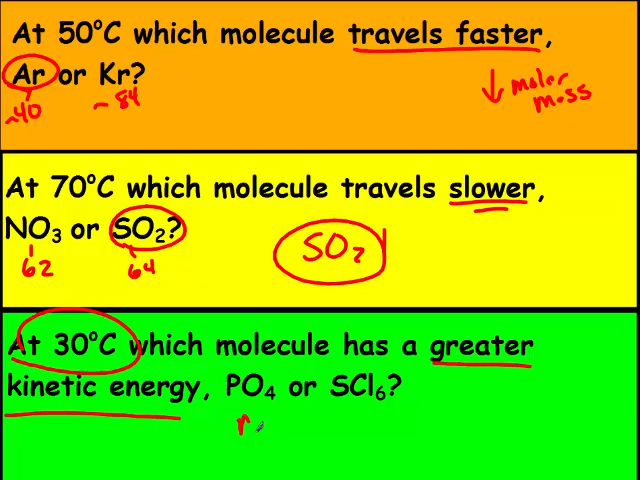 At 50°C which molecule travels faster,
Ar or Kr?
~40
~ 84
↓ molar
mass
At 70°C which molecule travels slower,
NO₃ or SO₂?
62
64
SO₂
At 30°C which molecule has a greater
kinetic energy, PO₄ or SCl₆?